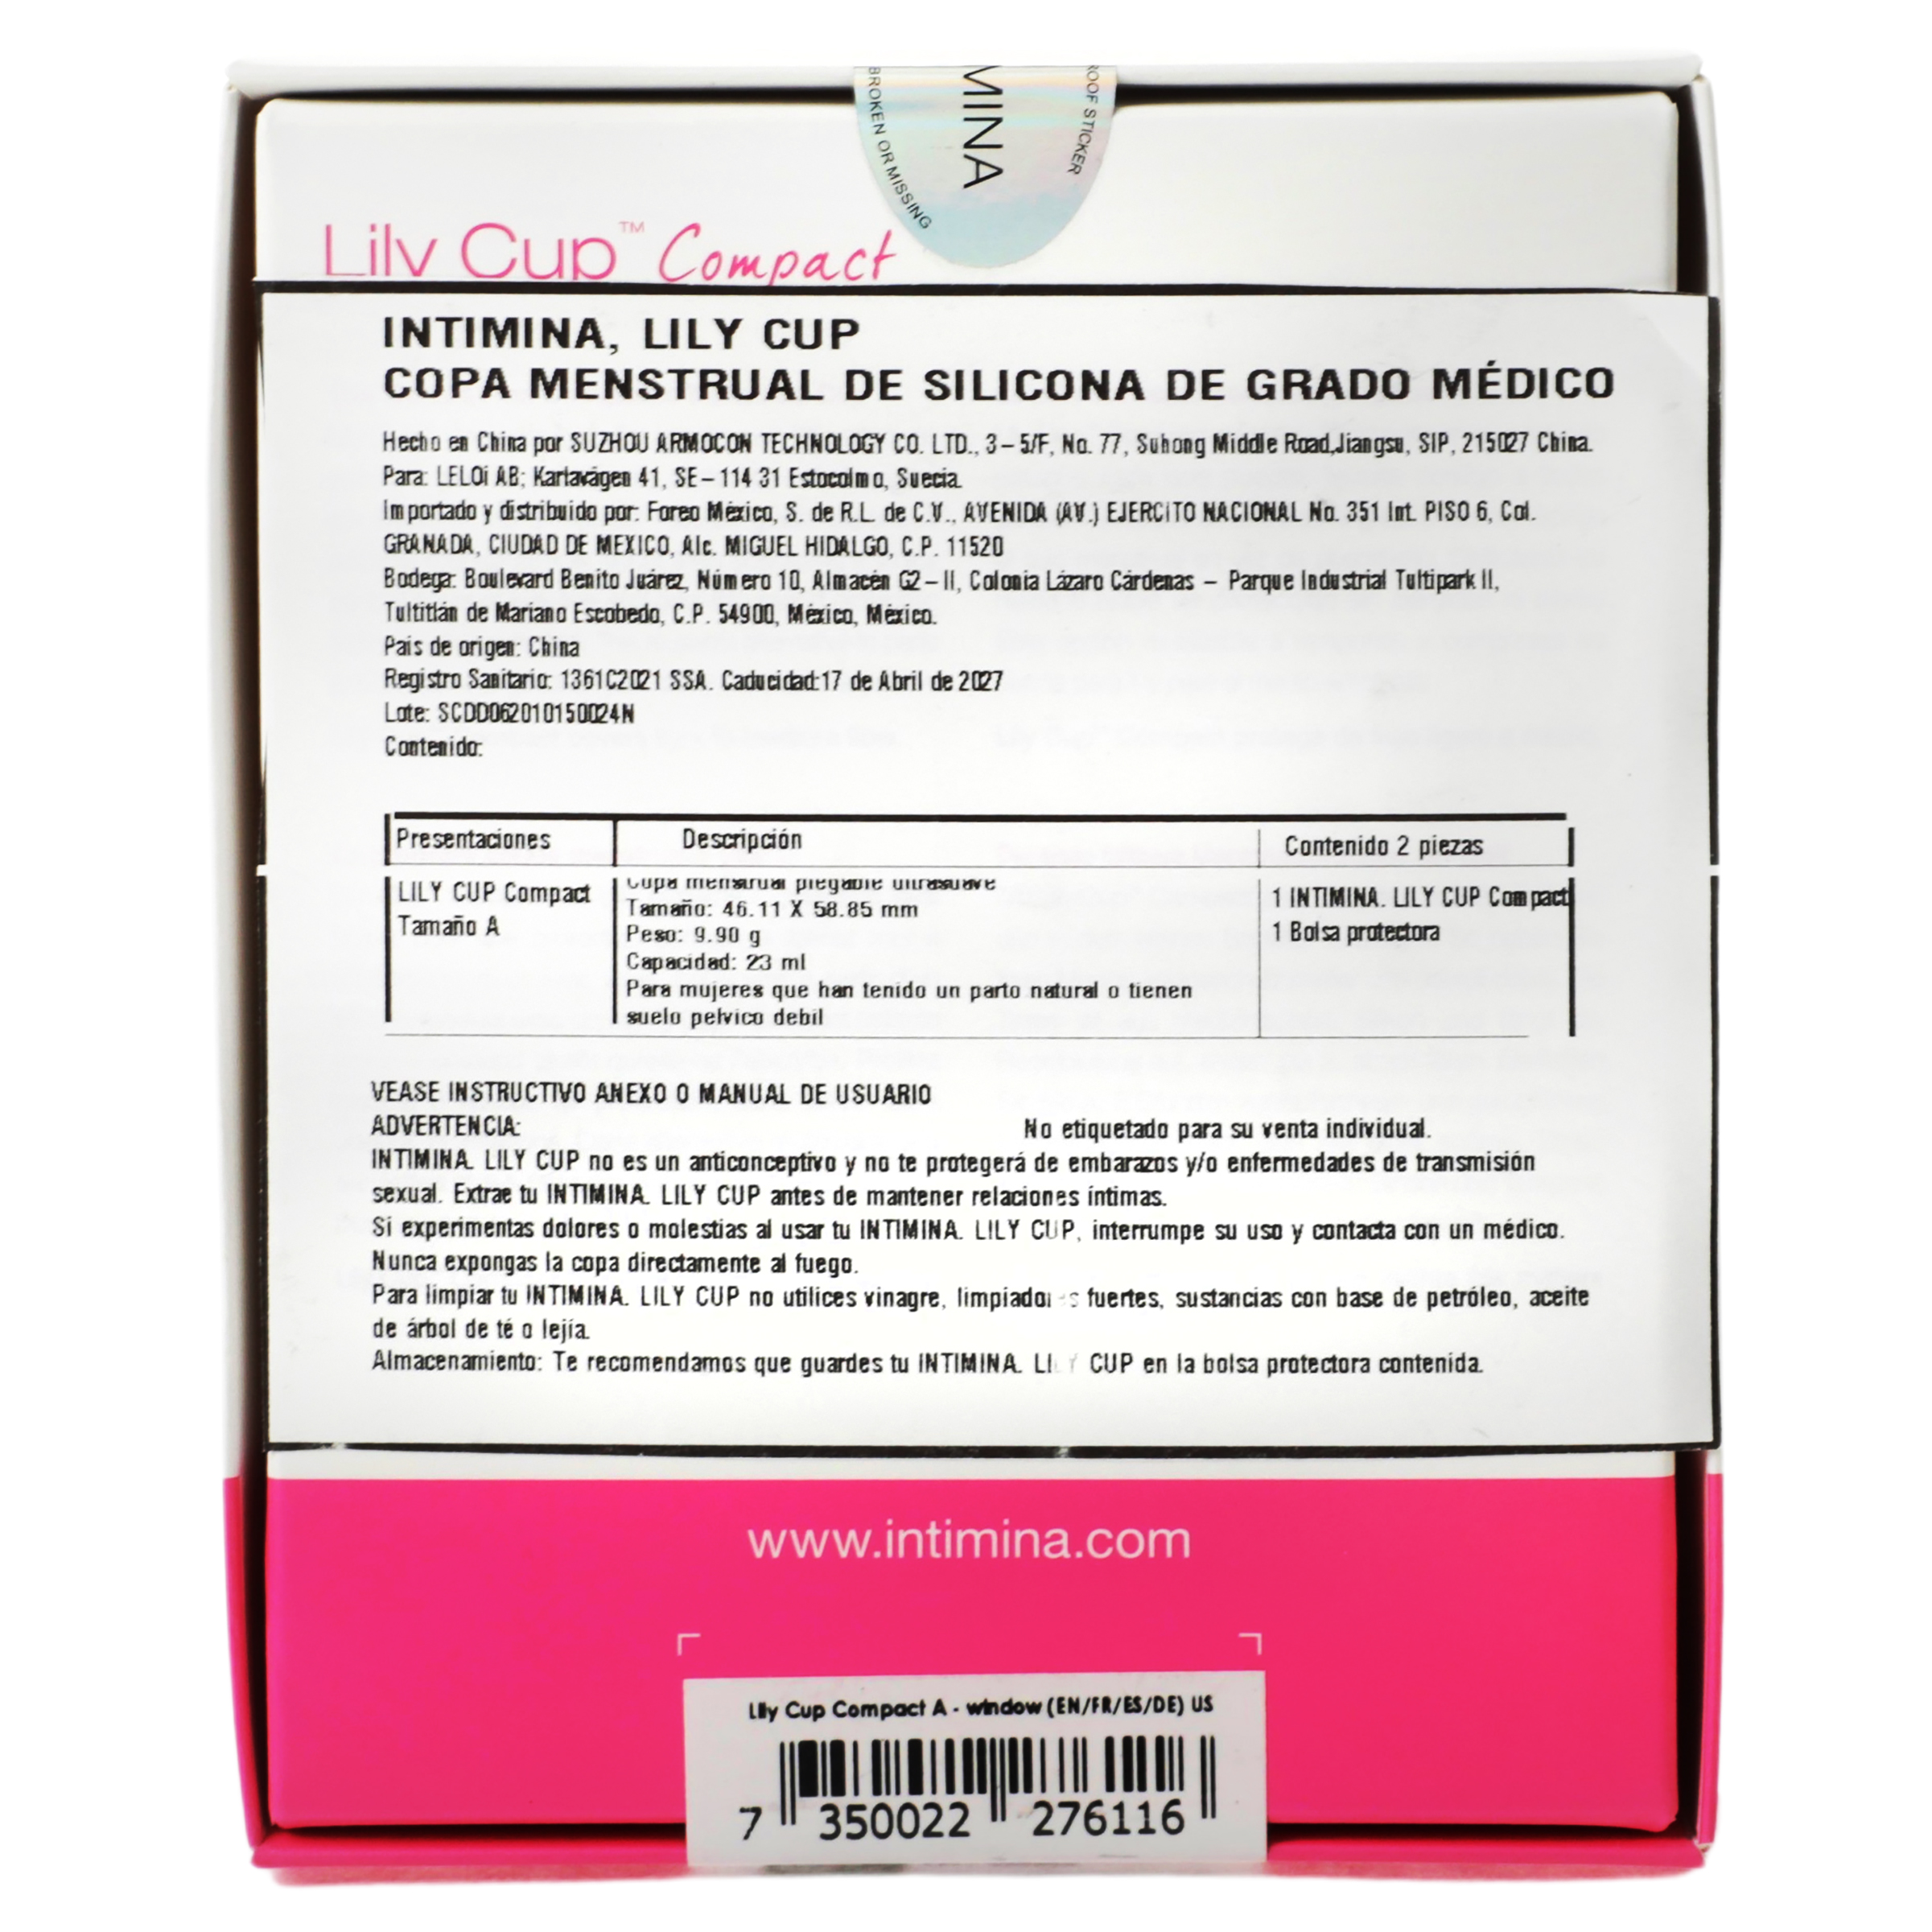 BROKEN OR MISSING
MINA
ROOF STICKER
Lily Cup™ Compact
INTIMINA, LILY CUP
COPA MENSTRUAL DE SILICONA DE GRADO MÉDICO
Hecho en China por SUZHOU ARMOCON TECHNOLOGY CO. LTD., 3-5/F, No. 77, Suhong Middle Road,Jiangsu, SIP, 215027 China.
Para: LELOi AB; Karlavägen 41, SE-114 31 Estocolmo, Suecia.
Importado y distribuido por: Foreo México, S. de R.L. de C.V., AVENIDA (AV.) EJERCITO NACIONAL No. 351 Int. PISO 6, Col.
GRANADA, CIUDAD DE MEXICO, Alc. MIGUEL HIDALGO, C.P. 11520
Bodega: Boulevard Benito Juárez, Número 10, Almacén G2-II, Colonia Lázaro Cárdenas – Parque Industrial Tultipark II,
Tultitlán de Mariano Escobedo, C.P. 54900, México, México.
País de origen: China
Registro Sanitario: 1361C2021 SSA. Caducidad:17 de Abril de 2027
Lote: SCDD062010150024N
Contenido:
Presentaciones Descripción Contenido 2 piezas
LILY CUP Compact
Tamaño A
Copa menstrual plegable ultrasuave
Tamaño: 46.11 X 58.85 mm
Peso: 9.90 g
Capacidad: 23 ml
Para mujeres que han tenido un parto natural o tienen
suelo pelvico debil
1 INTIMINA. LILY CUP Compact
1 Bolsa protectora
VEASE INSTRUCTIVO ANEXO O MANUAL DE USUARIO
ADVERTENCIA: No etiquetado para su venta individual.
INTIMINA. LILY CUP no es un anticonceptivo y no te protegerá de embarazos y/o enfermedades de transmisión
sexual. Extrae tu INTIMINA. LILY CUP antes de mantener relaciones íntimas.
Si experimentas dolores o molestias al usar tu INTIMINA. LILY CUP, interrumpe su uso y contacta con un médico.
Nunca expongas la copa directamente al fuego.
Para limpiar tu INTIMINA. LILY CUP no utilices vinagre, limpiadores fuertes, sustancias con base de petróleo, aceite
de árbol de té o lejía.
Almacenamiento: Te recomendamos que guardes tu INTIMINA. LILY CUP en la bolsa protectora contenida.
www.intimina.com
Lily Cup Compact A - window (EN/FR/ES/DE) US
7 350022 276116